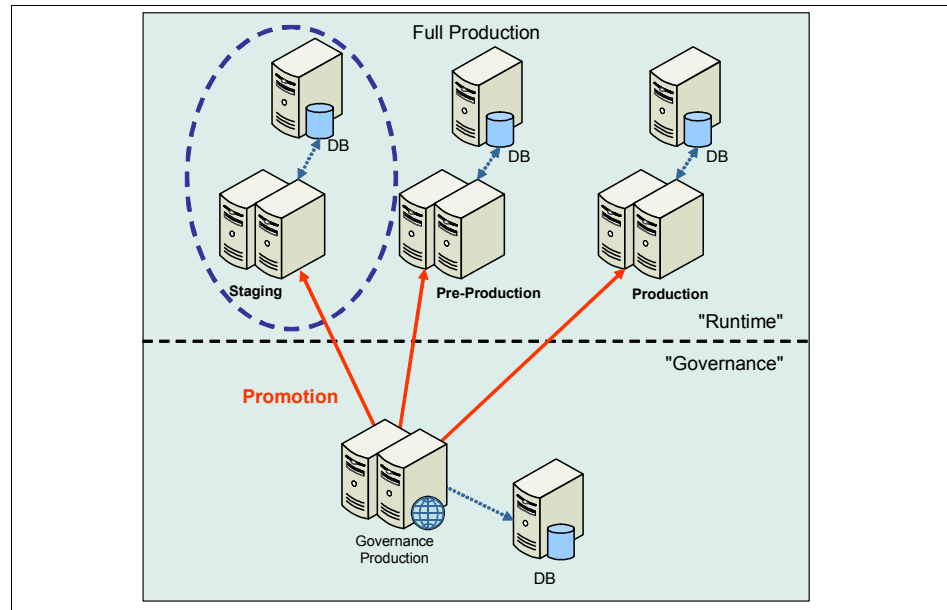 Full Production
DB
DB
DB
Staging
Pre-Production
Production
"Runtime"
"Governance"
Promotion
Governance
Production
DB